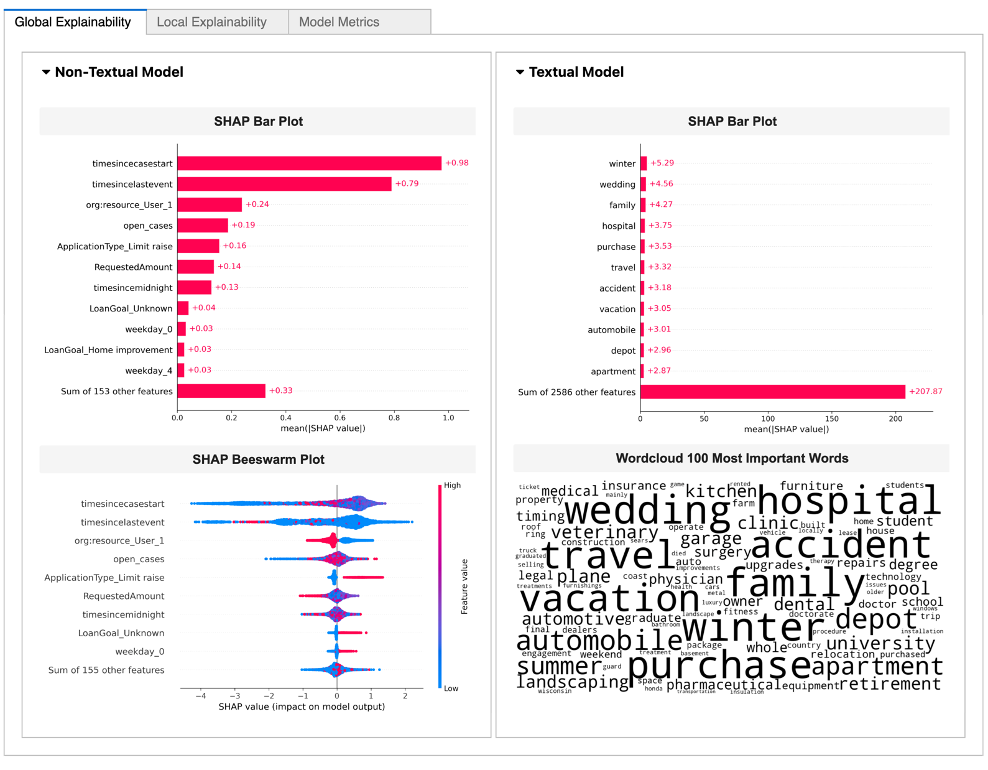 Global Explainability
Local Explainability
Model Metrics
Non-Textual Model
SHAP Bar Plot
timesincecasestart +0.98
timesincelastevent +0.79
org:resource_User_1 +0.24
open_cases +0.19
ApplicationType_Limit raise +0.16
RequestedAmount +0.14
timesincemidnight +0.13
LoanGoal_Unknown +0.04
weekday_0 +0.03
LoanGoal_Home improvement +0.03
weekday_4 +0.03
Sum of 153 other features +0.33
0.0 0.2 0.4 0.6 0.8 1.0
mean(|SHAP value|)
SHAP Beeswarm Plot
High
timesincecasestart
timesincelastevent
org:resource_User_1
open_cases
ApplicationType_Limit raise
RequestedAmount
timesincemidnight
LoanGoal_Unknown
weekday_0
Sum of 155 other features
Feature value
Low
−4 −3 −2 −1 0 1 2
SHAP value (impact on model output)
Textual Model
SHAP Bar Plot
winter +5.29
wedding +4.56
family +4.27
hospital +3.75
purchase +3.53
travel +3.32
accident +3.18
vacation +3.05
automobile +3.01
depot +2.96
apartment +2.87
Sum of 2586 other features +207.87
0 50 100 150 200
mean(|SHAP value|)
Wordcloud 100 Most Important Words
ticket medical insurance game rented furniture students
property mainly kitchen farm hospital
timing wedding clinic built home student
roof ring veterinary operate garage vehicle locally lease house
construction sears surgery accident
truck graduated travel died auto upgrades therapy repairs degree
selling improvements
legal plane coast physician family technology
treatments furnishings health cars issues pool
vacation metal older
luxury owner dental doctor school
automotive graduate landscape fitness doctorate depot windows trip
final dealers bathroom winter procedure installation
automobile package whole country university
engagement weekend treatment basement relocation purchased
summer guard purchase apartment
landscaping space pharmaceutical equipment retirement
wisconsin honda transportation insulation